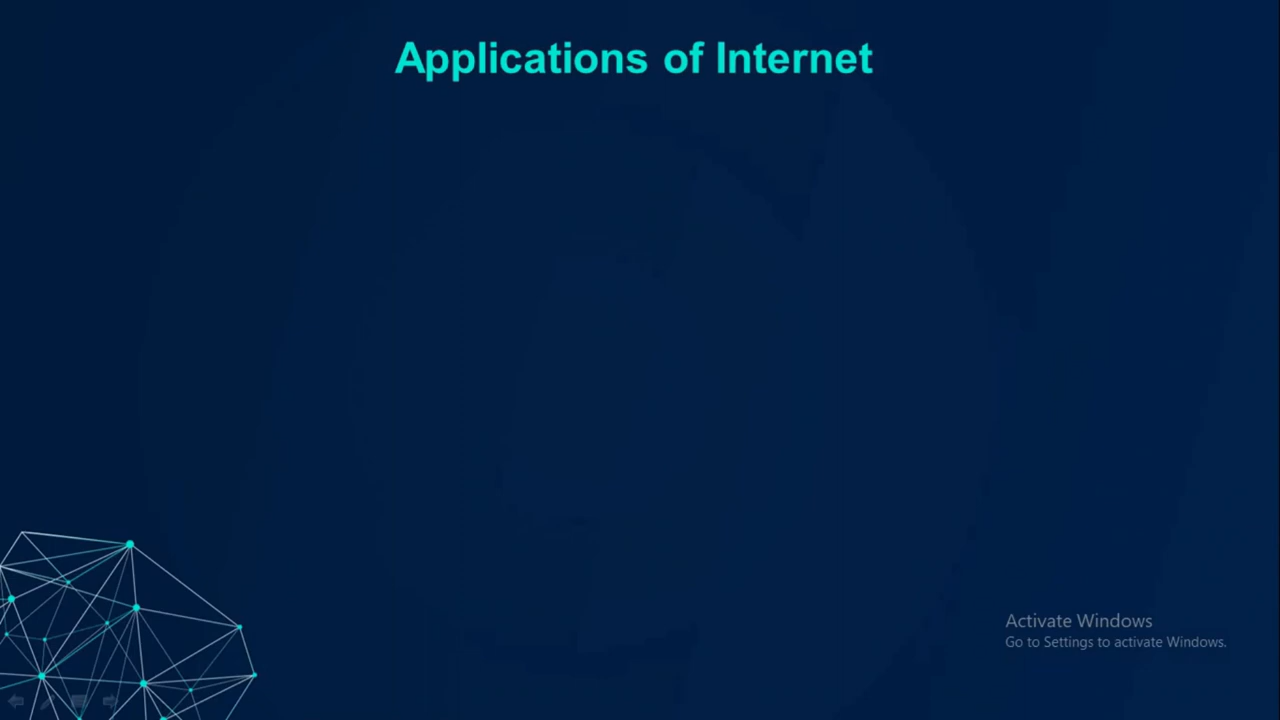 Applications of Internet
Activate Windows
Go to Settings to activate Windows.